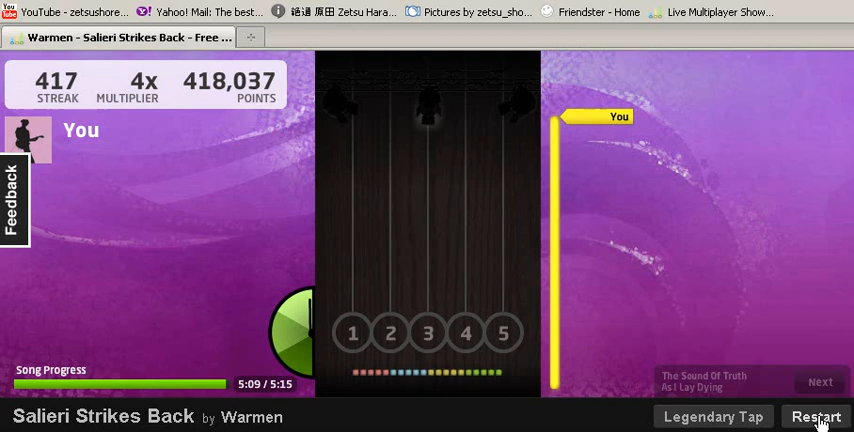 YouTube - zetsushore... Yahoo! Mail: The best... 絶過 原田 Zetsu Hara... Pictures by zetsu_sho... Friendster - Home Live Multiplayer Show...
Warmen - Salieri Strikes Back - Free ...
417 4x 418,037
STREAK MULTIPLIER POINTS
You
You
Feedback
1 2 3 4 5
Song Progress
5:09 / 5:15
The Sound Of Truth
As I Lay Dying
Next
Salieri Strikes Back by Warmen
Legendary Tap Restart